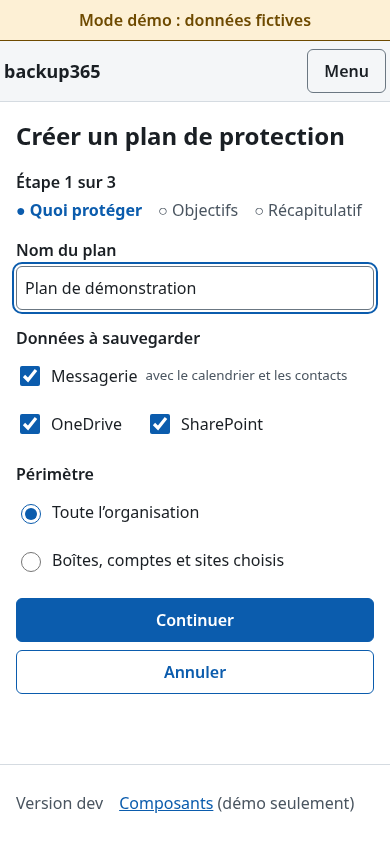 Mode démo : données fictives
backup365
Menu
Créer un plan de protection
Étape 1 sur 3
● Quoi protéger ○ Objectifs ○ Récapitulatif
Nom du plan
Plan de démonstration
Données à sauvegarder
Messagerie avec le calendrier et les contacts
OneDrive SharePoint
Périmètre
Toute l’organisation
Boîtes, comptes et sites choisis
Continuer
Annuler
Version dev Composants (démo seulement)